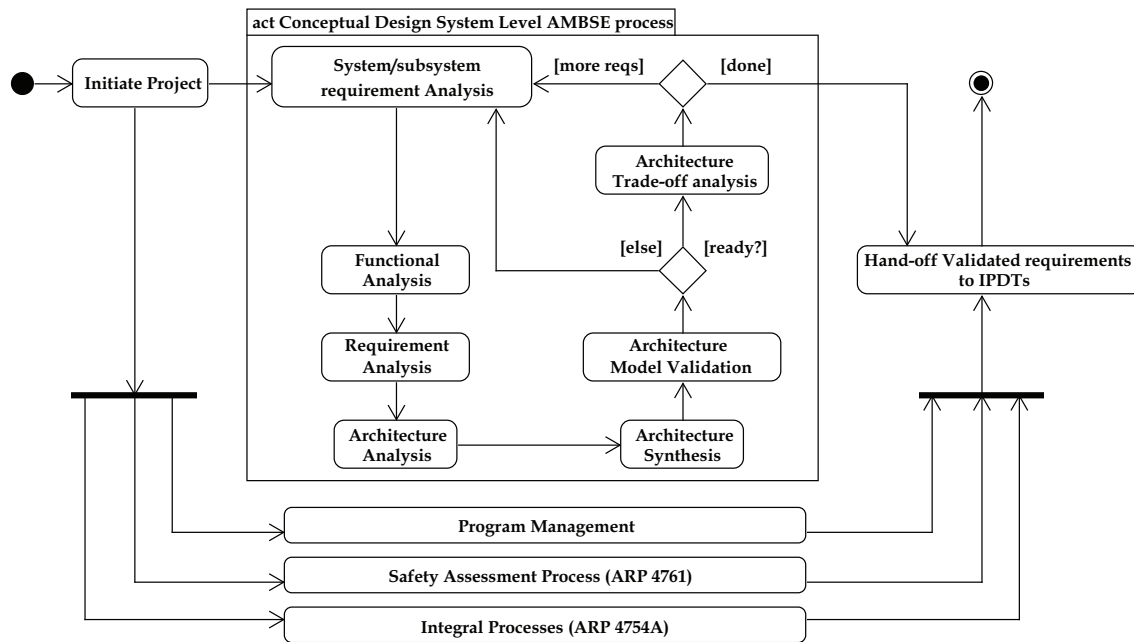 act Conceptual Design System Level AMBSE process
Initiate Project
System/subsystem
requirement Analysis
[more reqs]
[done]
Architecture
Trade-off analysis
[else]
[ready?]
Functional
Analysis
Hand-off Validated requirements
to IPDTs
Requirement
Analysis
Architecture
Model Validation
Architecture
Analysis
Architecture
Synthesis
Program Management
Safety Assessment Process (ARP 4761)
Integral Processes (ARP 4754A)